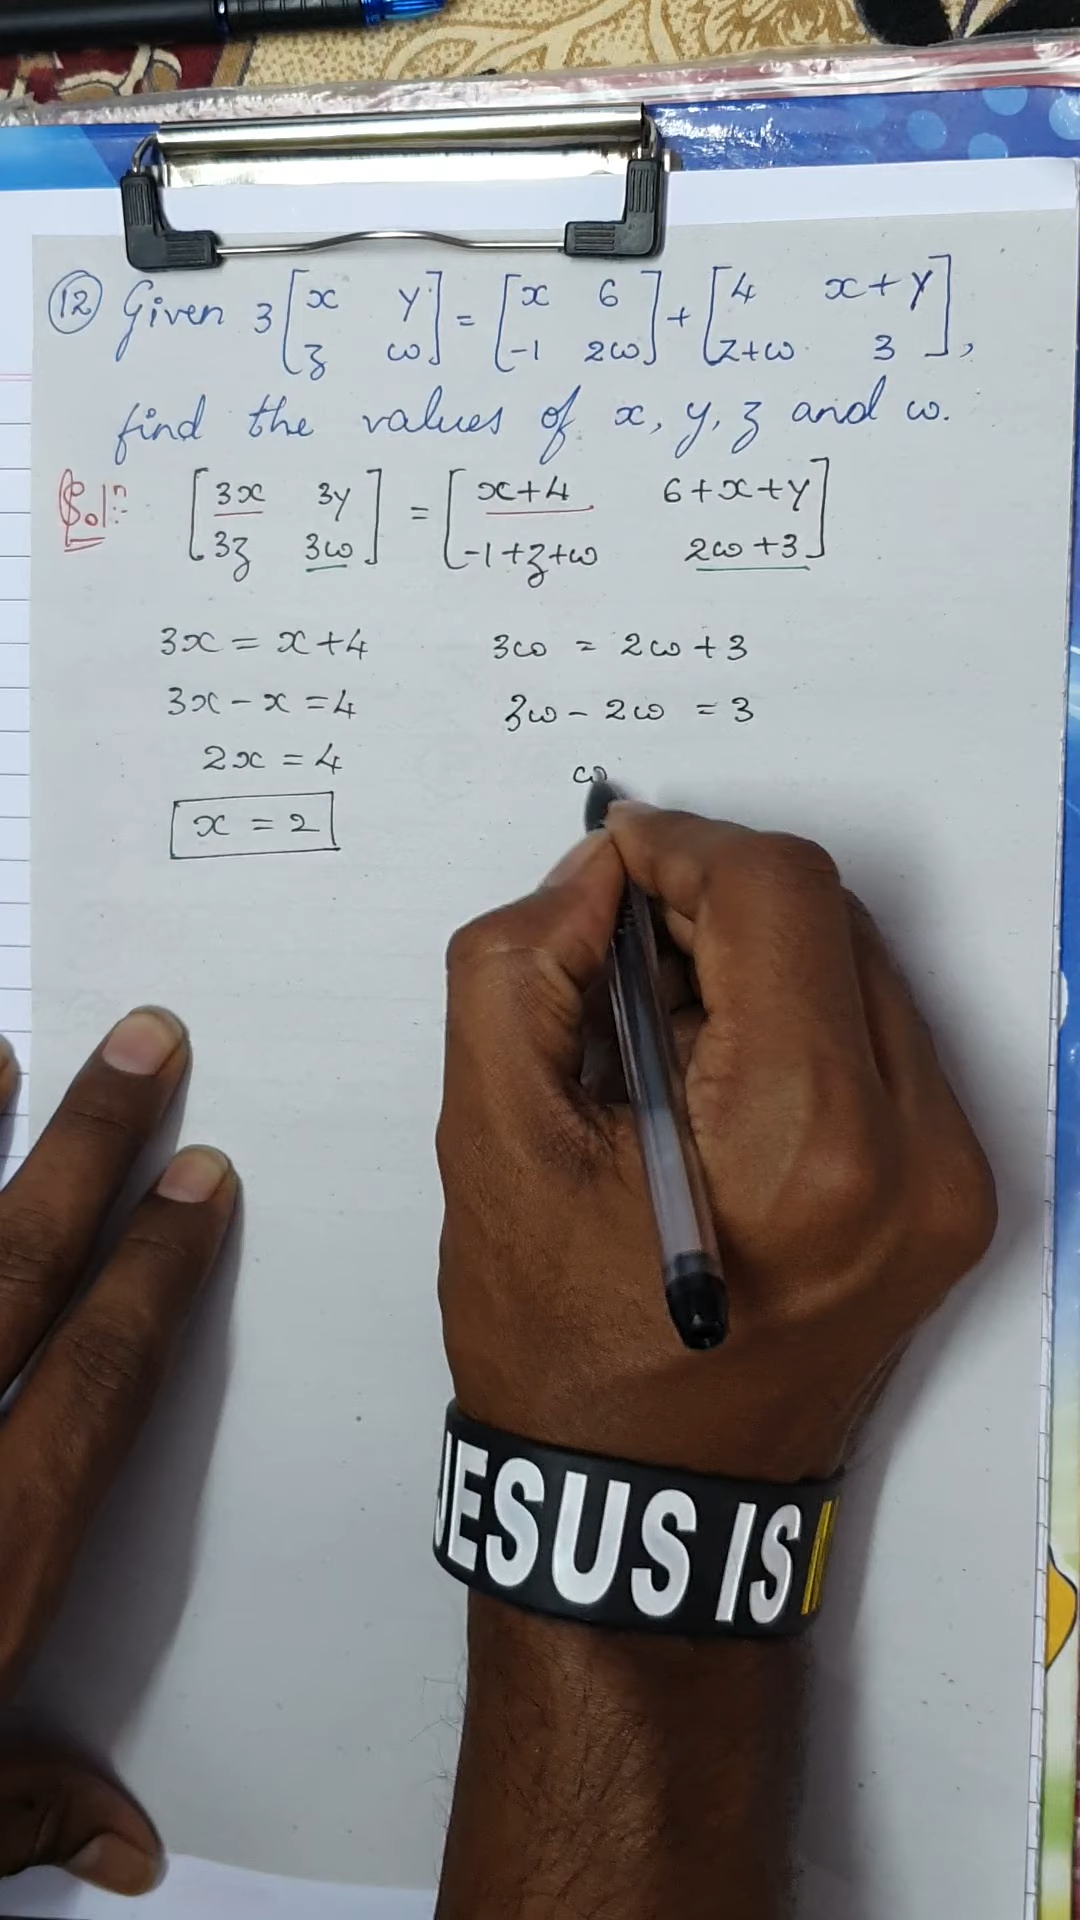 12 Given 3 [x y; z ω] = [x 6; -1 2ω] + [4 x+y; z+ω 3],
find the values of x, y, z and ω.
Sol:- [3x 3y; 3z 3ω] = [x+4 6+x+y; -1+z+ω 2ω+3]
3x = x+4
3x - x = 4
2x = 4
x = 2
3ω = 2ω+3
3ω - 2ω = 3
ω
JESUS IS